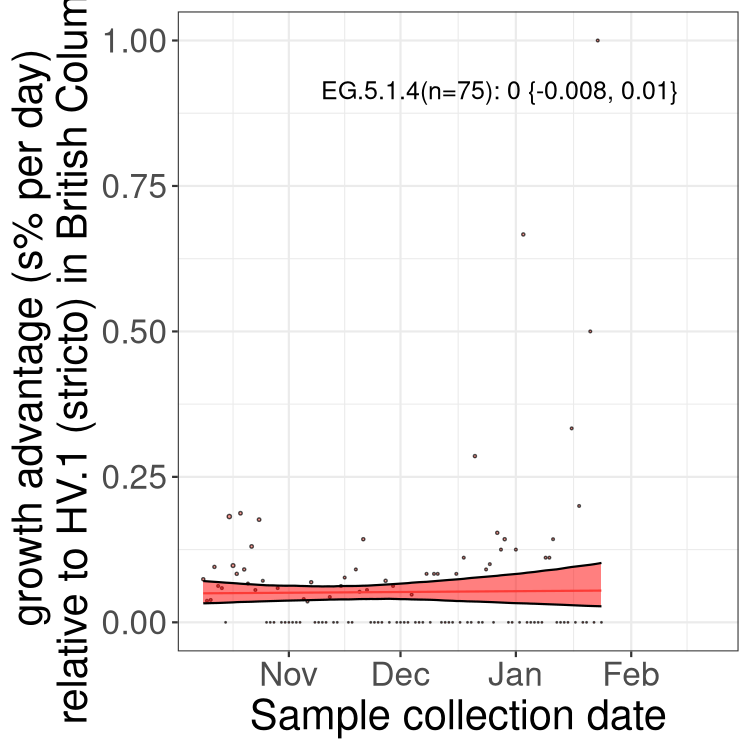 growth advantage (s% per day)
relative to HV.1 (stricto) in British Colum
1.00
0.75
0.50
0.25
0.00
EG.5.1.4(n=75): 0 {-0.008, 0.01}
Nov Dec Jan Feb
Sample collection date